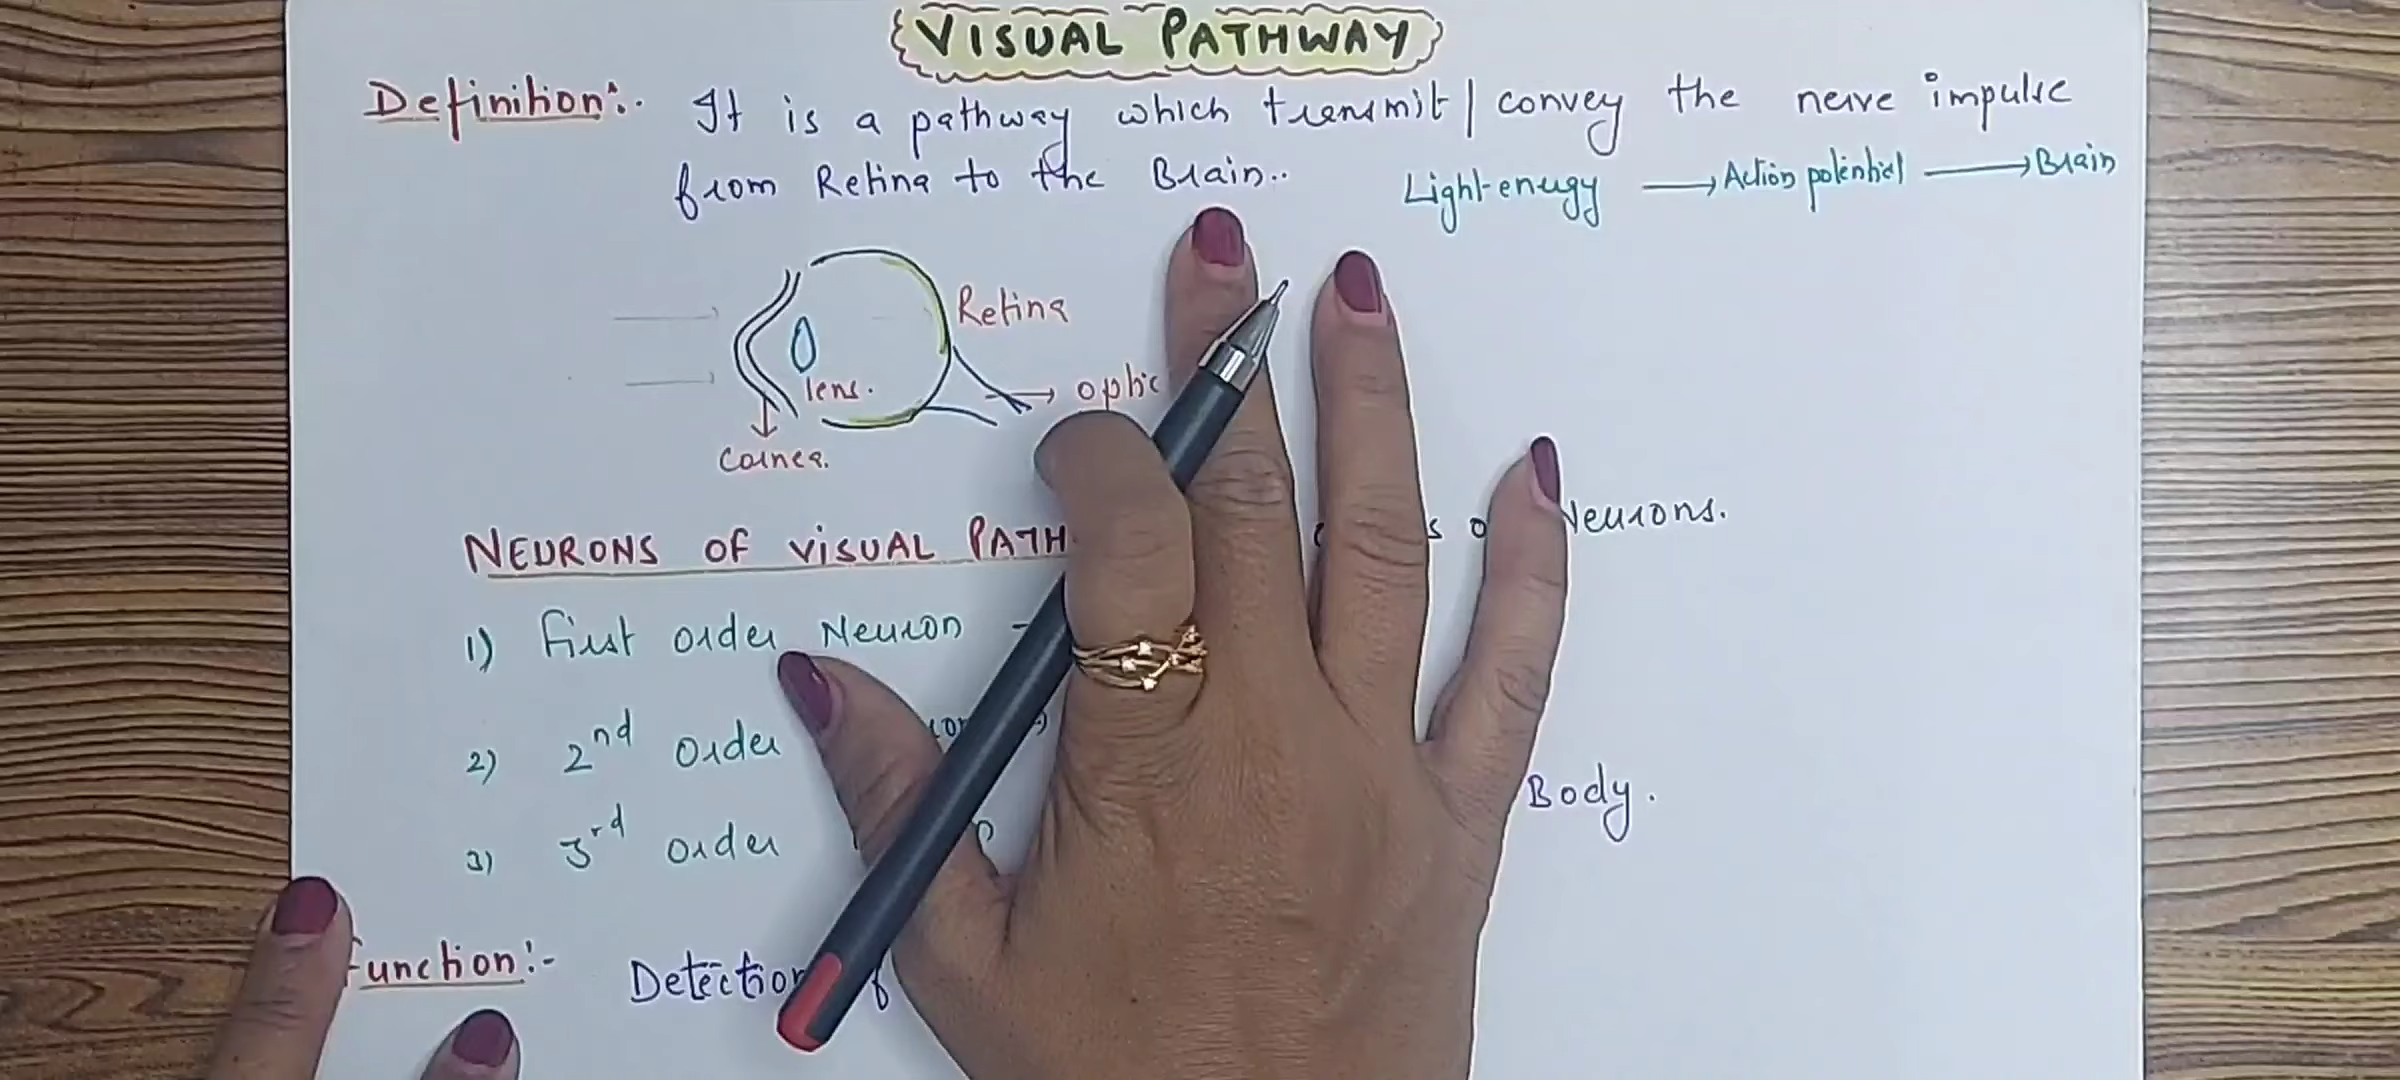 VISUAL PATHWAY
Definition:. It is a pathway which transmit / convey the nerve impulse
from Retina to the Brain..
Light energy → Action potential → Brain
Retina
lens.
optic
Cornea.
NEURONS OF VISUAL PATH
Neurons.
1) First order Neuron -
2) 2nd order
Body.
3) 3rd order
function:- Detection